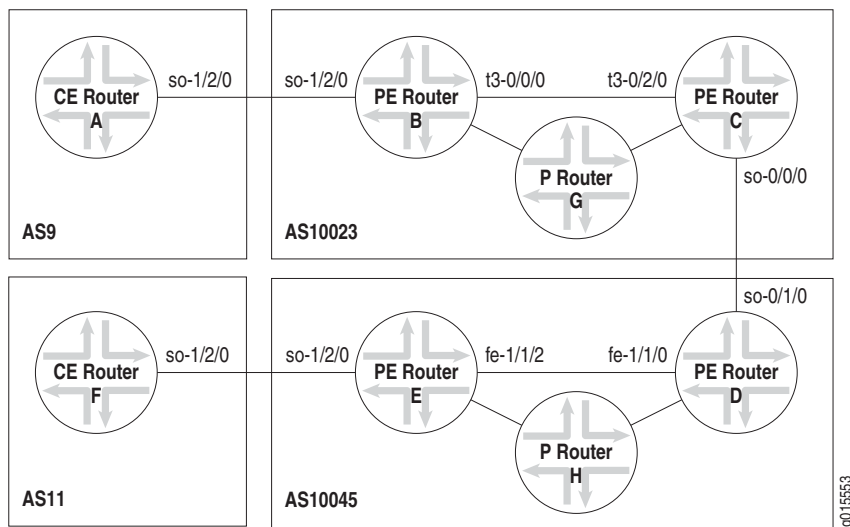 CE Router
A
so-1/2/0
so-1/2/0
PE Router
B
t3-0/0/0
t3-0/2/0
PE Router
C
P Router
G
so-0/0/0
AS9
AS10023
so-0/1/0
CE Router
F
so-1/2/0
so-1/2/0
PE Router
E
fe-1/1/2
fe-1/1/0
PE Router
D
P Router
H
AS11
AS10045
g015553